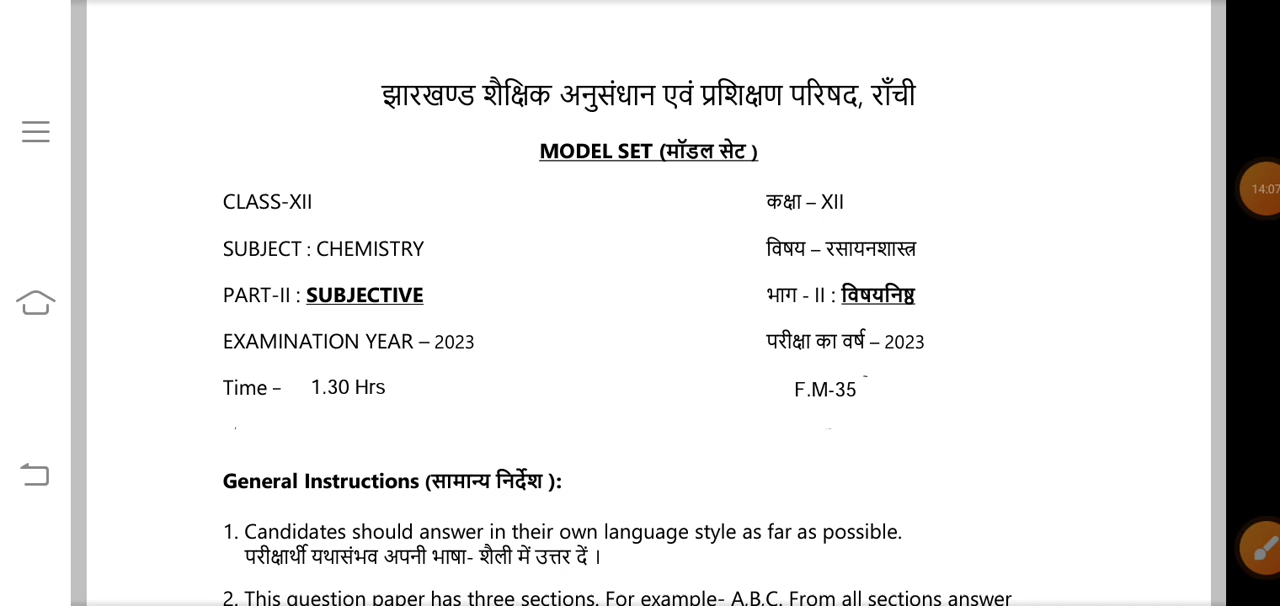 झारखण्ड शैक्षिक अनुसंधान एवं प्रशिक्षण परिषद, राँची
MODEL SET (मॉडल सेट )
CLASS-XII कक्षा – XII
SUBJECT : CHEMISTRY विषय – रसायनशास्त्र
PART-II : SUBJECTIVE भाग - II : विषयनिष्ठ
EXAMINATION YEAR – 2023 परीक्षा का वर्ष – 2023
Time – 1.30 Hrs F.M-35
General Instructions (सामान्य निर्देश ):
1. Candidates should answer in their own language style as far as possible.
परीक्षार्थी यथासंभव अपनी भाषा- शैली में उत्तर दें ।
2. This question paper has three sections. For example- A,B,C. From all sections answer
14:07